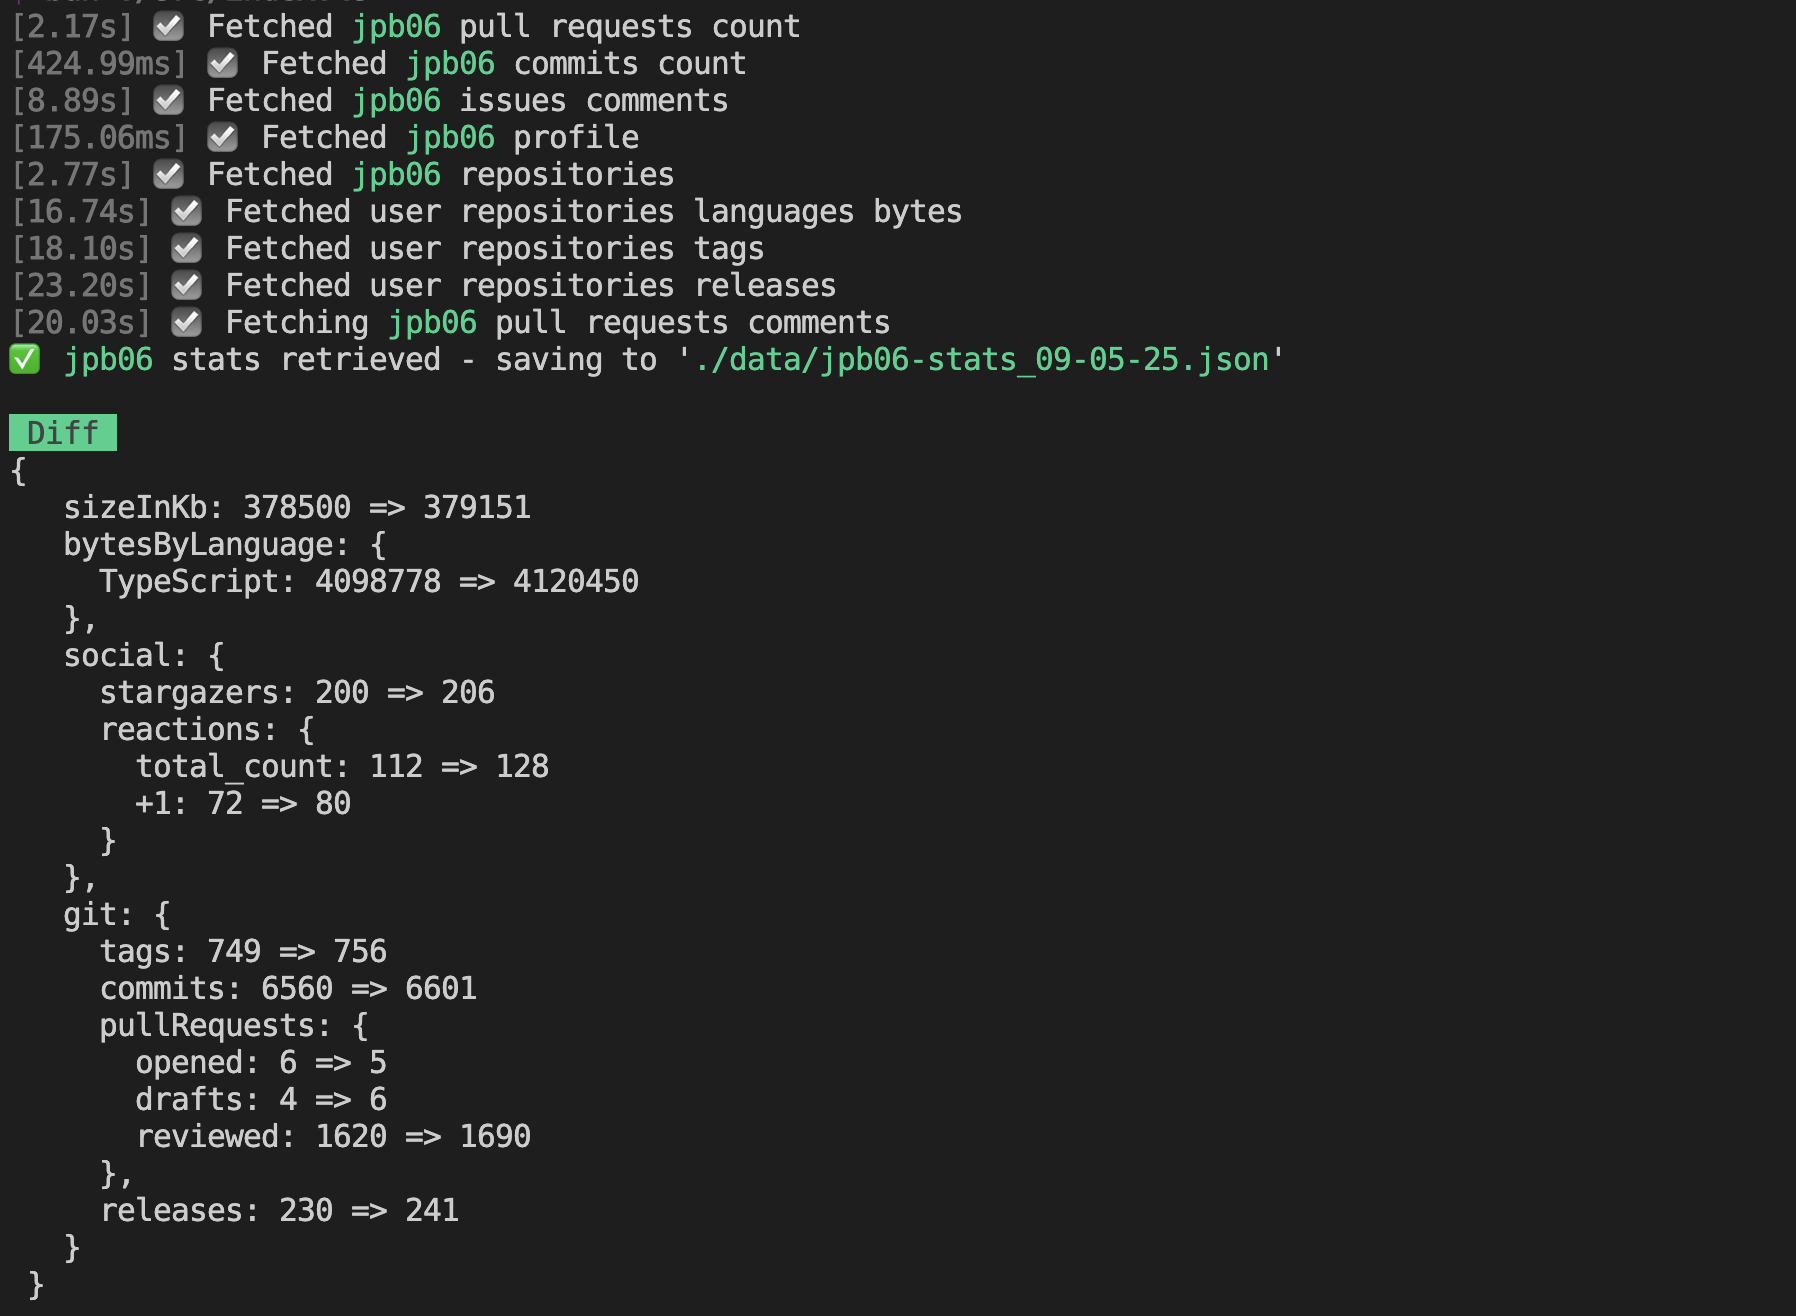 [2.17s] ✔ Fetched jpb06 pull requests count
[424.99ms] ✔ Fetched jpb06 commits count
[8.89s] ✔ Fetched jpb06 issues comments
[175.06ms] ✔ Fetched jpb06 profile
[2.77s] ✔ Fetched jpb06 repositories
[16.74s] ✔ Fetched user repositories languages bytes
[18.10s] ✔ Fetched user repositories tags
[23.20s] ✔ Fetched user repositories releases
[20.03s] ✔ Fetching jpb06 pull requests comments
✅ jpb06 stats retrieved - saving to './data/jpb06-stats_09-05-25.json'
Diff
{
sizeInKb: 378500 => 379151
bytesByLanguage: {
TypeScript: 4098778 => 4120450
},
social: {
stargazers: 200 => 206
reactions: {
total_count: 112 => 128
+1: 72 => 80
}
},
git: {
tags: 749 => 756
commits: 6560 => 6601
pullRequests: {
opened: 6 => 5
drafts: 4 => 6
reviewed: 1620 => 1690
},
releases: 230 => 241
}
}